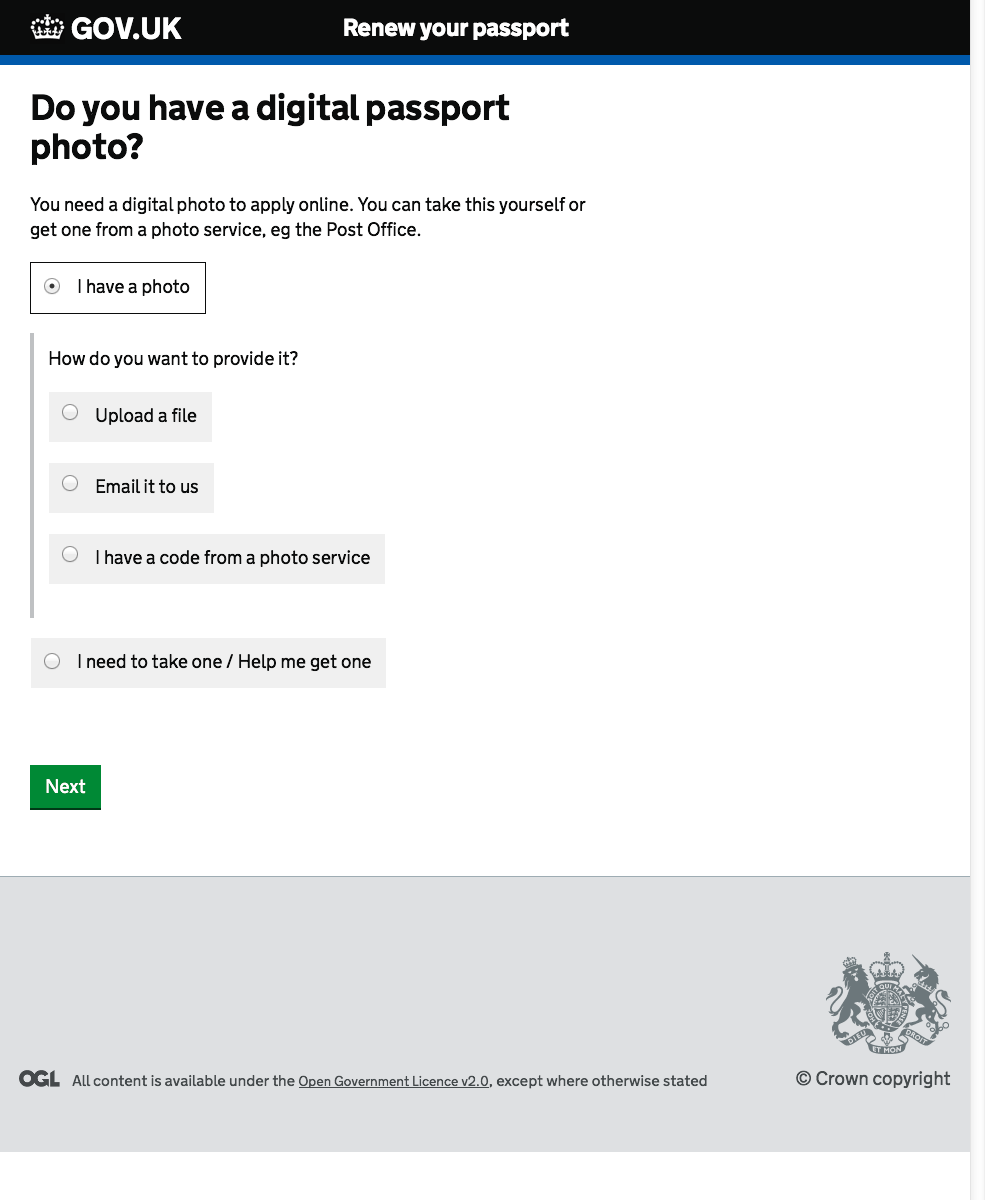 GOV.UK
Renew your passport
Do you have a digital passport
photo?
You need a digital photo to apply online. You can take this yourself or
get one from a photo service, eg the Post Office.
I have a photo
How do you want to provide it?
Upload a file
Email it to us
I have a code from a photo service
I need to take one / Help me get one
Next
DIEU
ET MON
DROIT
OGL All content is available under the Open Government Licence v2.0, except where otherwise stated
© Crown copyright